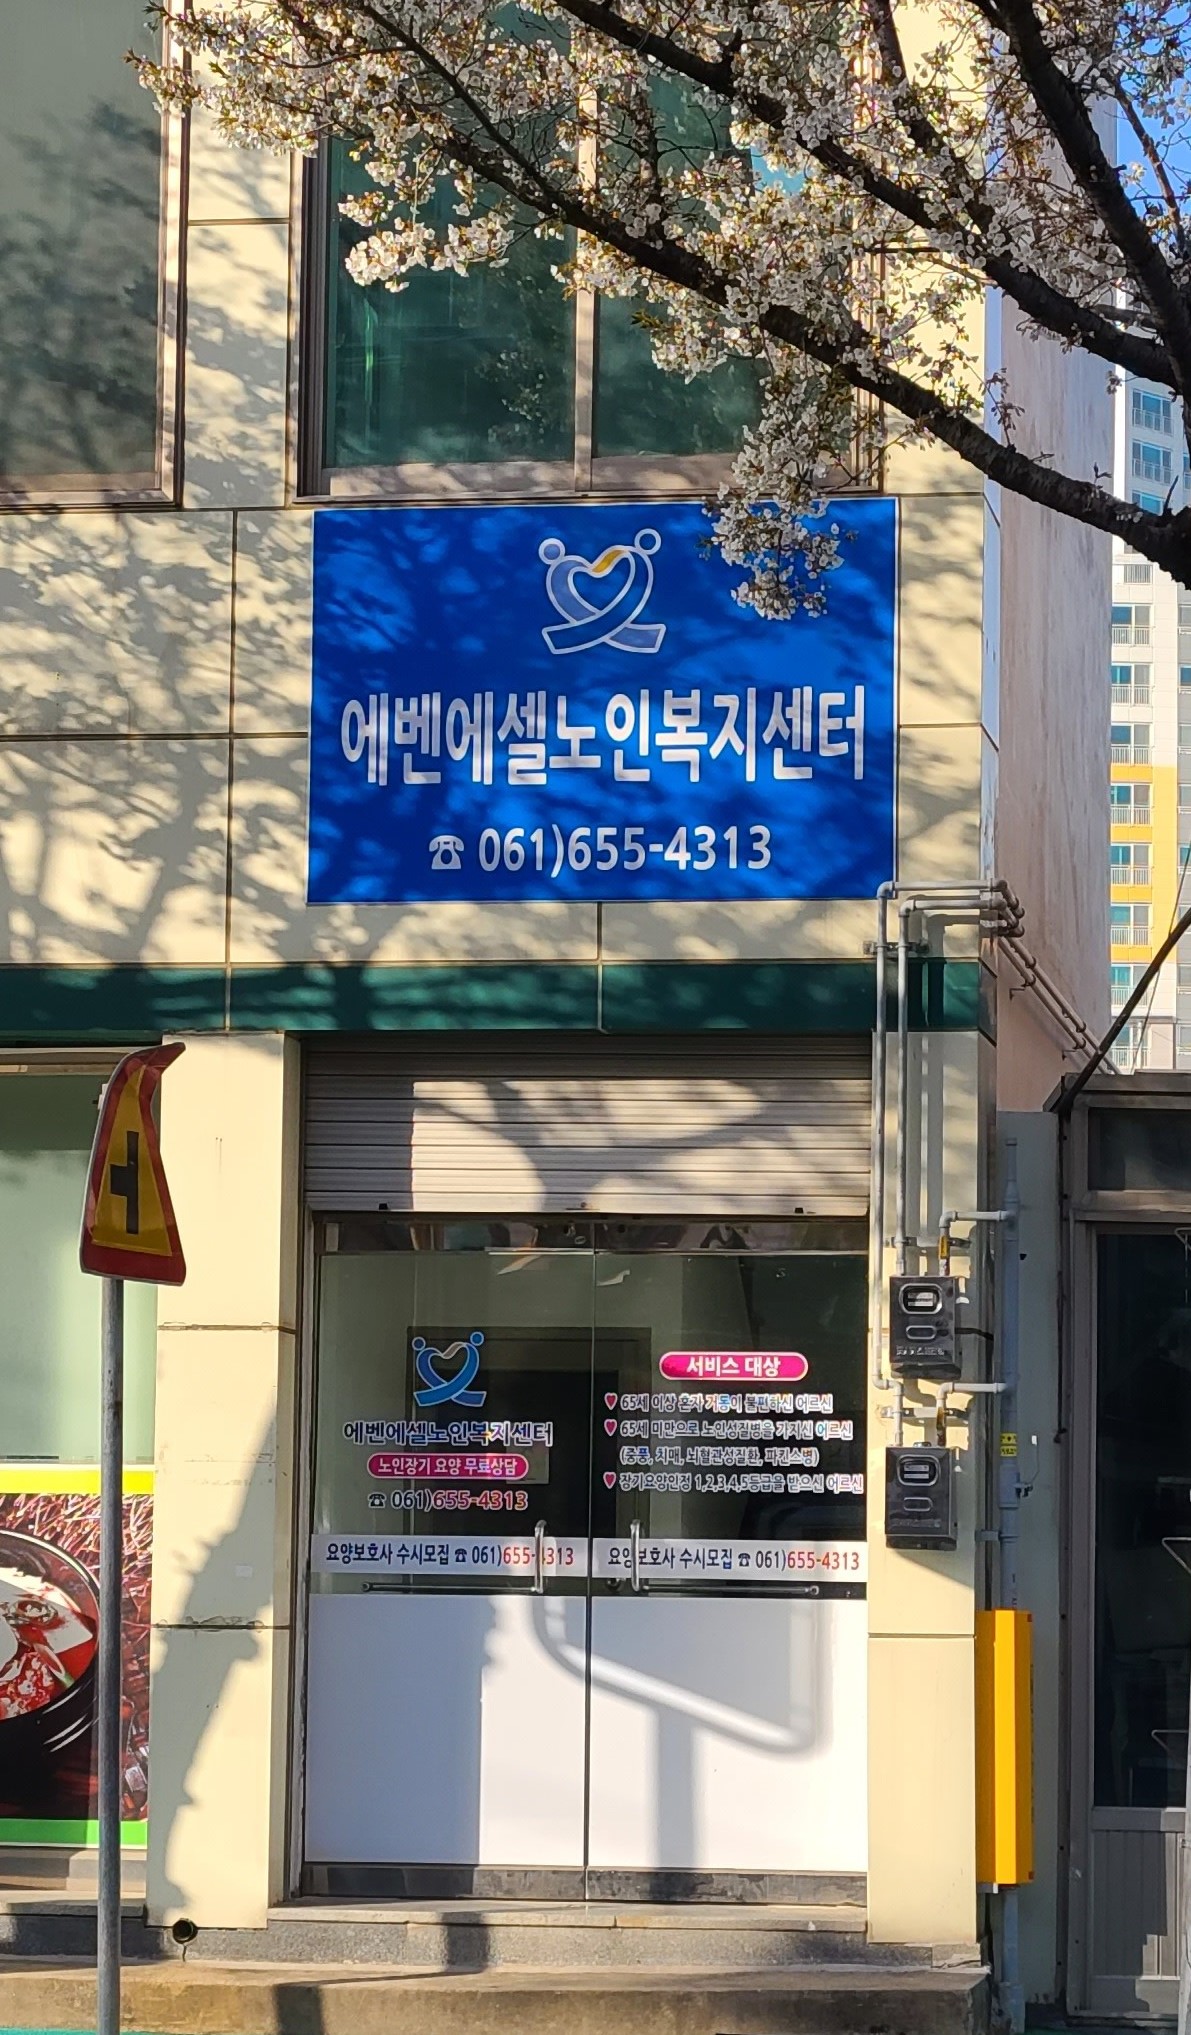 에벤에셀노인복지센터
☎ 061)655-4313
에벤에셀노인복지센터
노인장기 요양 무료상담
☎ 061)655-4313
서비스 대상
♥ 65세 이상 혼자 거동이 불편하신 어르신
♥ 65세 미만으로 노인성질병을 가지신 어르신
(중풍, 치매, 뇌혈관성질환, 파킨스병)
♥ 장기요양인정 1,2,3,4,5등급을 받으신 어르신
요양보호사 수시모집 ☎ 061)655-4313
요양보호사 수시모집 ☎ 061)655-4313